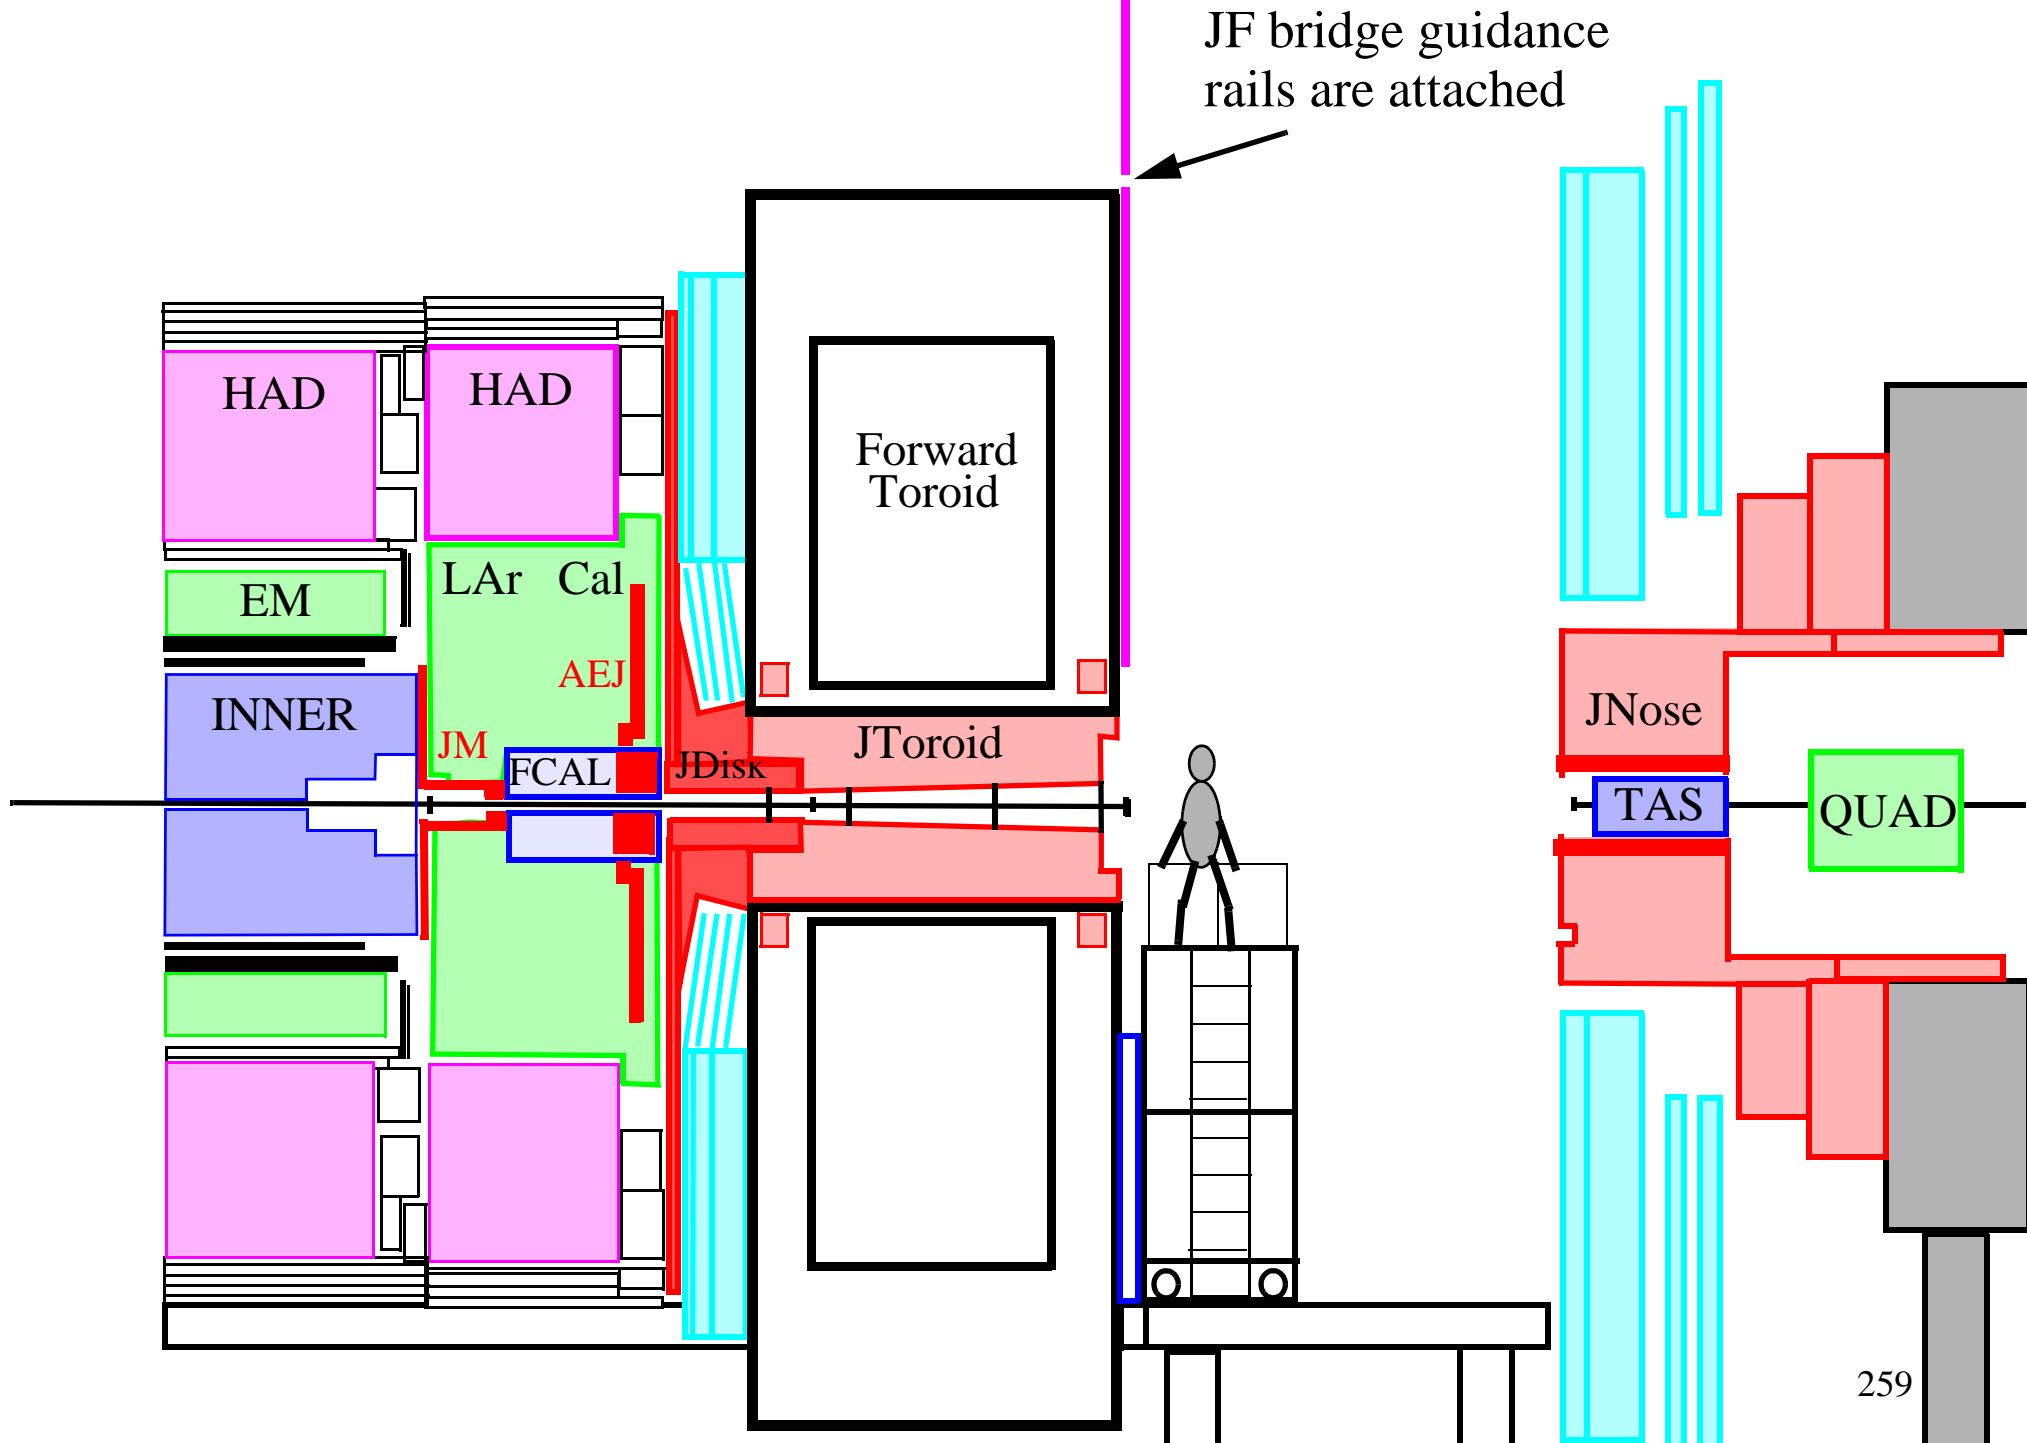 JF bridge guidance
rails are attached
HAD
HAD
Forward
Toroid
LAr Cal
EM
AEJ
INNER
JNose
JM
JToroid
FCAL
JDisk
TAS
QUAD
259